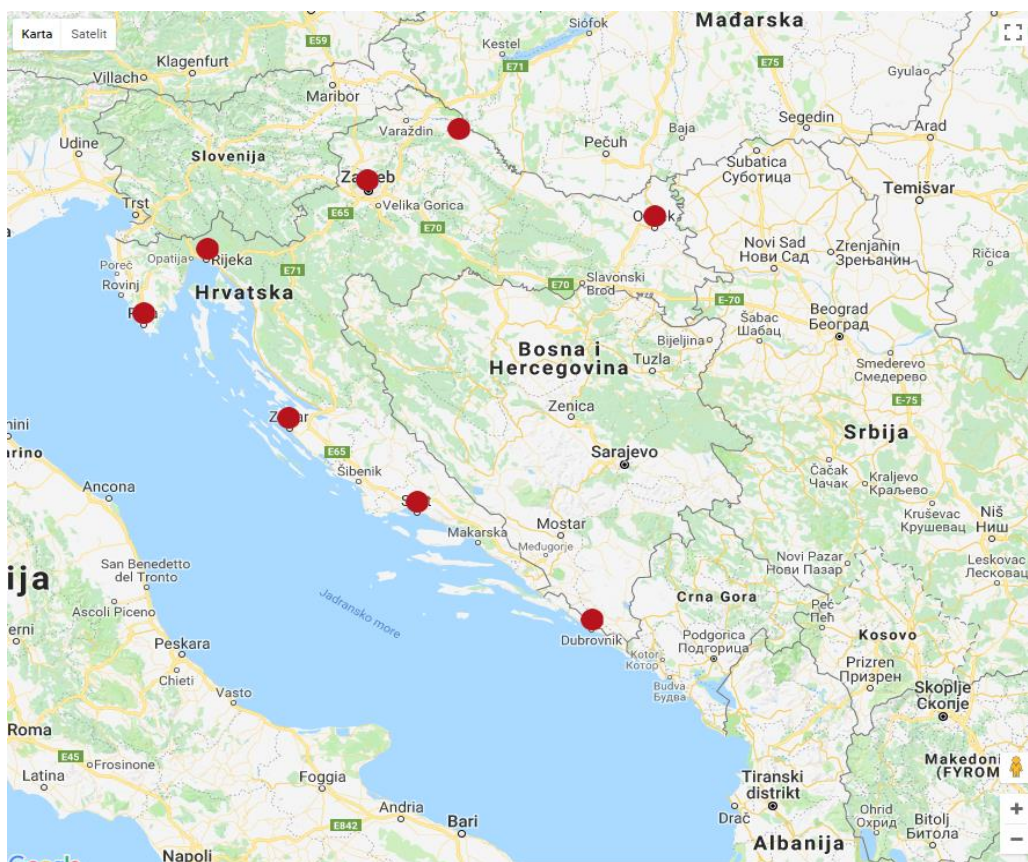 Karta Satelit
Mađarska
Siófok
E59
Kestel
E71
E75
Klagenfurt
Villach
Gyula
Maribor
Varaždin
Segedin
Arad
Udine
Pečuh
Baja
Slovenija
Subatica
Суботица
Temišvar
Trst
Velika Gorica
E65
E70
Novi Sad
Нови Сад
Zrenjanin
Зрењанин
Ričica
Opatija
Rijeka
Poreč
Rovinj
E71
Hrvatska
E70
Slavonski
Brod
E-70
Šabac
Шабац
Beograd
Београд
Bijeljina
Bosna i
Hercegovina
Tuzla
Smederevo
Смедерево
E-75
Zenica
Srbija
E65
Sarajevo
Šibenik
Čačak
Чачак
Kraljevo
Краљево
Ancona
Kruševac
Крушевац
Niš
Ниш
Makarska
Mostar
Međugorje
Novi Pazar
Нови Пазар
Leskovac
Лесковац
San Benedetto
del Tronto
Jadransko more
Crna Gora
Peć
Пећ
Ascoli Piceno
Dubrovnik
Podgorica
Подгорица
Kosovo
Peskara
Kotor
Котор
Prizren
Призрен
Chieti
Budva
Будва
Vasto
Skoplje
Скопје
Roma
E45
Frosinone
Makedoni
(FYROM
Latina
Foggia
Tiranski
distrikt
Andria
Drač
Ohrid
Охрид
Bitolj
Битола
E842
Bari
Albanija
Napoli